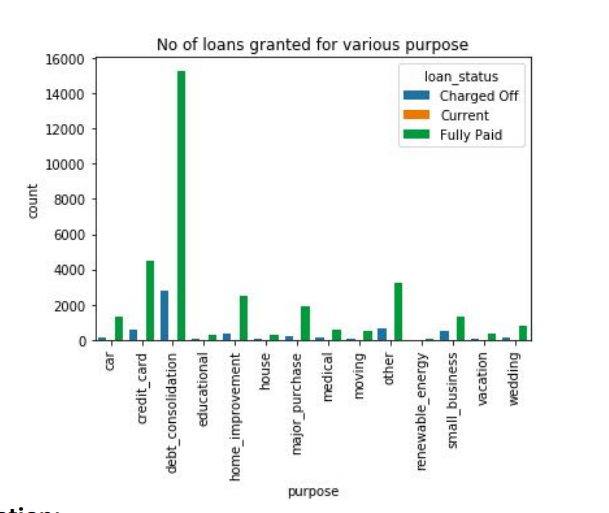 No of loans granted for various purpose
loan_status
Charged Off
Current
Fully Paid
count
16000
14000
12000
10000
8000
6000
4000
2000
0
car
credit_card
debt_consolidation
educational
home_improvement
house
major_purchase
medical
moving
other
renewable_energy
small_business
vacation
wedding
purpose